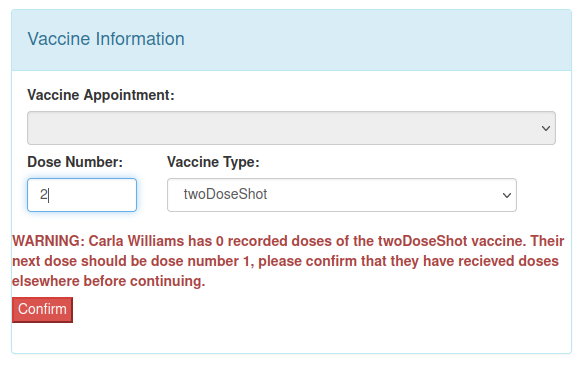 Vaccine Information
Vaccine Appointment:
Dose Number: Vaccine Type:
2 twoDoseShot
WARNING: Carla Williams has 0 recorded doses of the twoDoseShot vaccine. Their
next dose should be dose number 1, please confirm that they have recieved doses
elsewhere before continuing.
Confirm